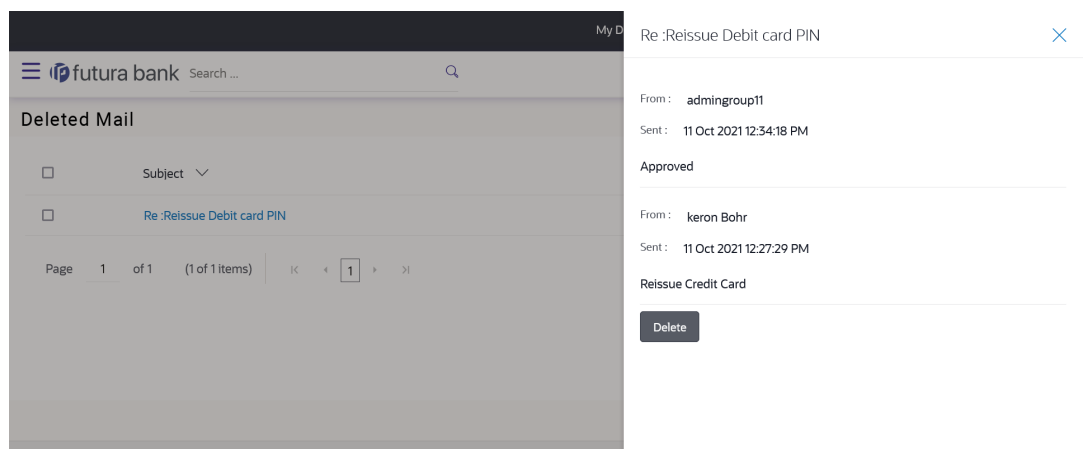 My D
futura bank Search ...
Deleted Mail
Subject
Re :Reissue Debit card PIN
Page 1 of 1 (1 of 1 items) 1
Re :Reissue Debit card PIN
From : admingroup11
Sent : 11 Oct 2021 12:34:18 PM
Approved
From : keron Bohr
Sent : 11 Oct 2021 12:27:29 PM
Reissue Credit Card
Delete